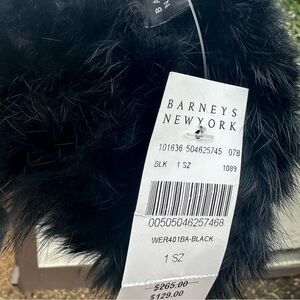 BARNEYS
NEWYORK
101636 504625745 078
BLK 1 SZ 1089
00505046257468
WER401BA-BLACK
1 SZ
$265.00
$129.00